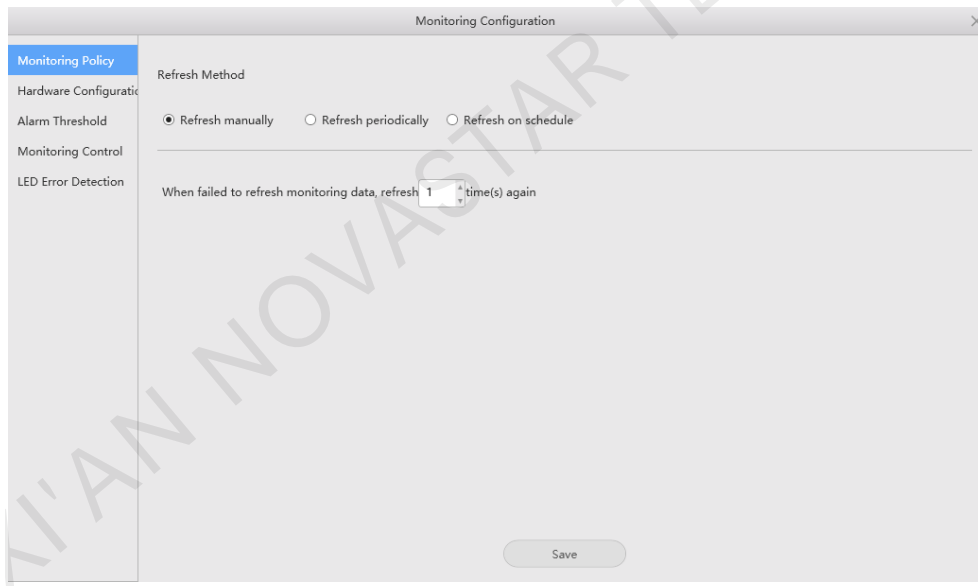 Monitoring Configuration
Monitoring Policy
Hardware Configuratic
Alarm Threshold
Monitoring Control
LED Error Detection
Refresh Method
Refresh manually Refresh periodically Refresh on schedule
When failed to refresh monitoring data, refresh 1 time(s) again
Save
XI'AN NOVASTAR